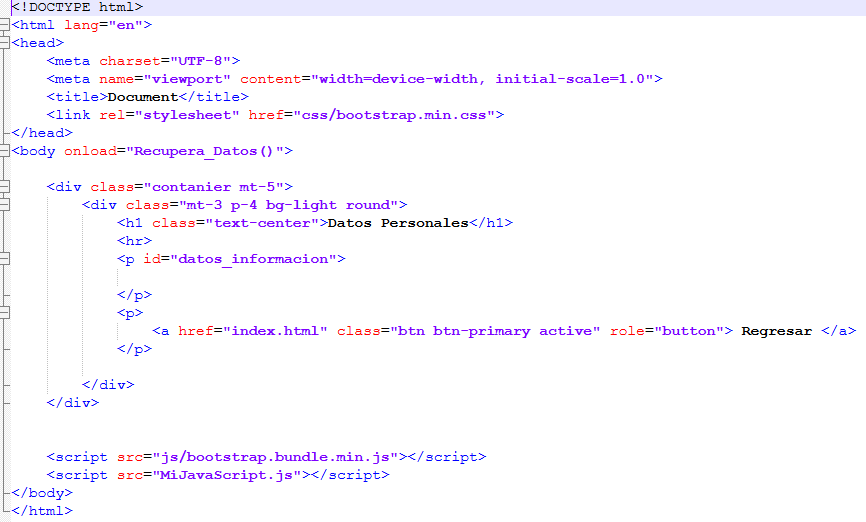 <!DOCTYPE html>
<html lang="en">
<head>
    <meta charset="UTF-8">
    <meta name="viewport" content="width=device-width, initial-scale=1.0">
    <title>Document</title>
    <link rel="stylesheet" href="css/bootstrap.min.css">
</head>
<body onload="Recupera_Datos()">
    <div class="contanier mt-5">
        <div class="mt-3 p-4 bg-light round">
            <h1 class="text-center">Datos Personales</h1>
            <hr>
            <p id="datos_informacion">
            </p>
            <p>
                <a href="index.html" class="btn btn-primary active" role="button"> Regresar </a>
            </p>
        </div>
    </div>
    <script src="js/bootstrap.bundle.min.js"></script>
    <script src="MiJavaScript.js"></script>
</body>
</html>